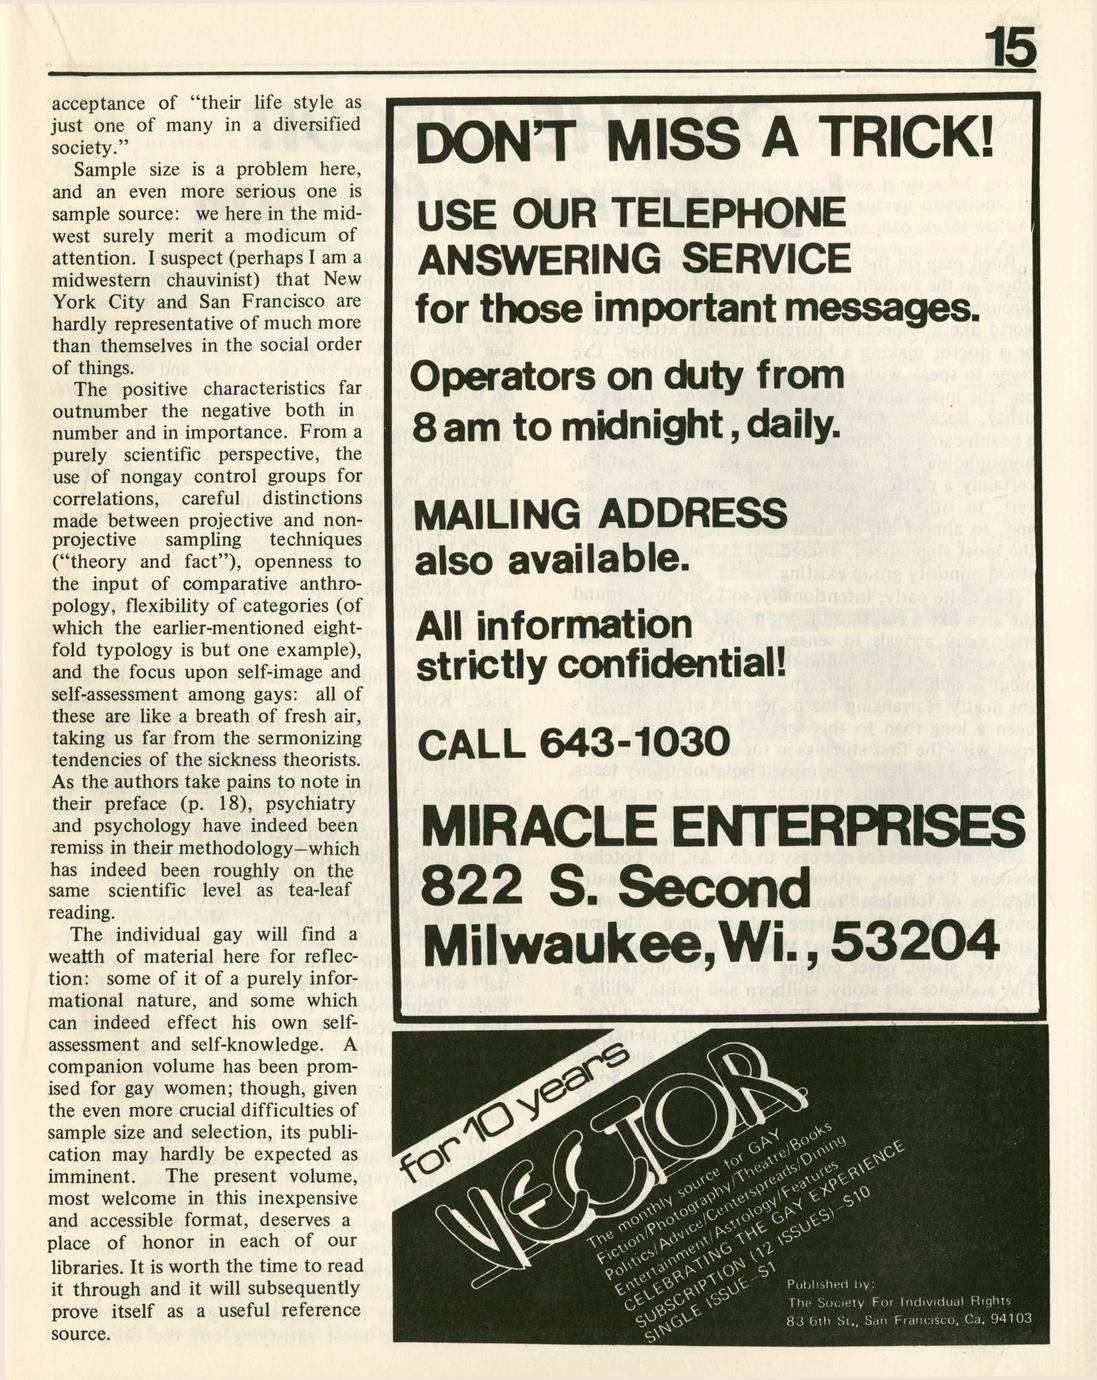 15
acceptance of “their life style as
just one of many in a diversified
society.”
Sample size is a problem here,
and an even more serious one is
sample source: we here in the mid-
west surely merit a modicum of
attention. I suspect (perhaps I am a
midwestern chauvinist) that New
York City and San Francisco are
hardly representative of much more
than themselves in the social order
of things.
The positive characteristics far
outnumber the negative both in
number and in importance. From a
purely scientific perspective, the
use of nongay control groups for
correlations, careful distinctions
made between projective and non-
projective sampling techniques
(“theory and fact”), openness to
the input of comparative anthro-
pology, flexibility of categories (of
which the earlier-mentioned eight-
fold typology is but one example),
and the focus upon self-image and
self-assessment among gays: all of
these are like a breath of fresh air,
taking us far from the sermonizing
tendencies of the sickness theorists.
As the authors take pains to note in
their preface (p. 18), psychiatry
and psychology have indeed been
remiss in their methodology—which
has indeed been roughly on the
same scientific level as tea-leaf
reading.
The individual gay will find a
wealth of material here for reflec-
tion: some of it of a purely infor-
mational nature, and some which
can indeed effect his own self-
assessment and self-knowledge. A
companion volume has been prom-
ised for gay women; though, given
the even more crucial difficulties of
sample size and selection, its publi-
cation may hardly be expected as
imminent. The present volume,
most welcome in this inexpensive
and accessible format, deserves a
place of honor in each of our
libraries. It is worth the time to read
it through and it will subsequently
prove itself as a useful reference
source.
DON'T MISS A TRICK!
USE OUR TELEPHONE
ANSWERING SERVICE
for those important messages.
Operators on duty from
8 am to midnight, daily.
MAILING ADDRESS
also available.
All information
strictly confidential!
CALL 643-1030
MIRACLE ENTERPRISES
822 S. Second
Milwaukee, Wi., 53204
for 10 years
VECTOR
The monthly source for GAY
Fiction/Photography/Theatre/Books
Politics/Advice/Centerspreads/Dining
Entertainment/Astrology/Features
CELEBRATING THE GAY EXPERIENCE
SUBSCRIPTION (12 ISSUES)—$10
SINGLE ISSUE—$1
Published by:
The Society For Individual Rights
83 6th St., San Francisco, Ca. 94103